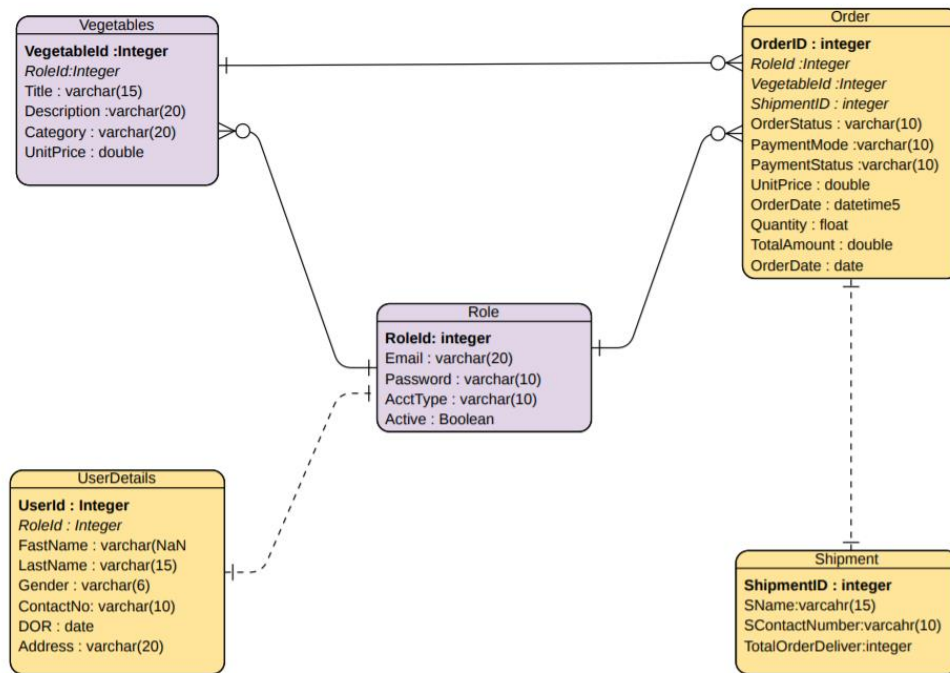 Vegetables
VegetableId :Integer
RoleId:Integer
Title : varchar(15)
Description :varchar(20)
Category : varchar(20)
UnitPrice : double
Order
OrderID : integer
RoleId :Integer
VegetableId :Integer
ShipmentID : integer
OrderStatus : varchar(10)
PaymentMode :varchar(10)
PaymentStatus :varchar(10)
UnitPrice : double
OrderDate : datetime5
Quantity : float
TotalAmount : double
OrderDate : date
Role
RoleId: integer
Email : varchar(20)
Password : varchar(10)
AcctType : varchar(10)
Active : Boolean
UserDetails
UserId : Integer
RoleId : Integer
FastName : varchar(NaN
LastName : varchar(15)
Gender : varchar(6)
ContactNo: varchar(10)
DOR : date
Address : varchar(20)
Shipment
ShipmentID : integer
SName:varcahr(15)
SContactNumber:varcahr(10)
TotalOrderDeliver:integer